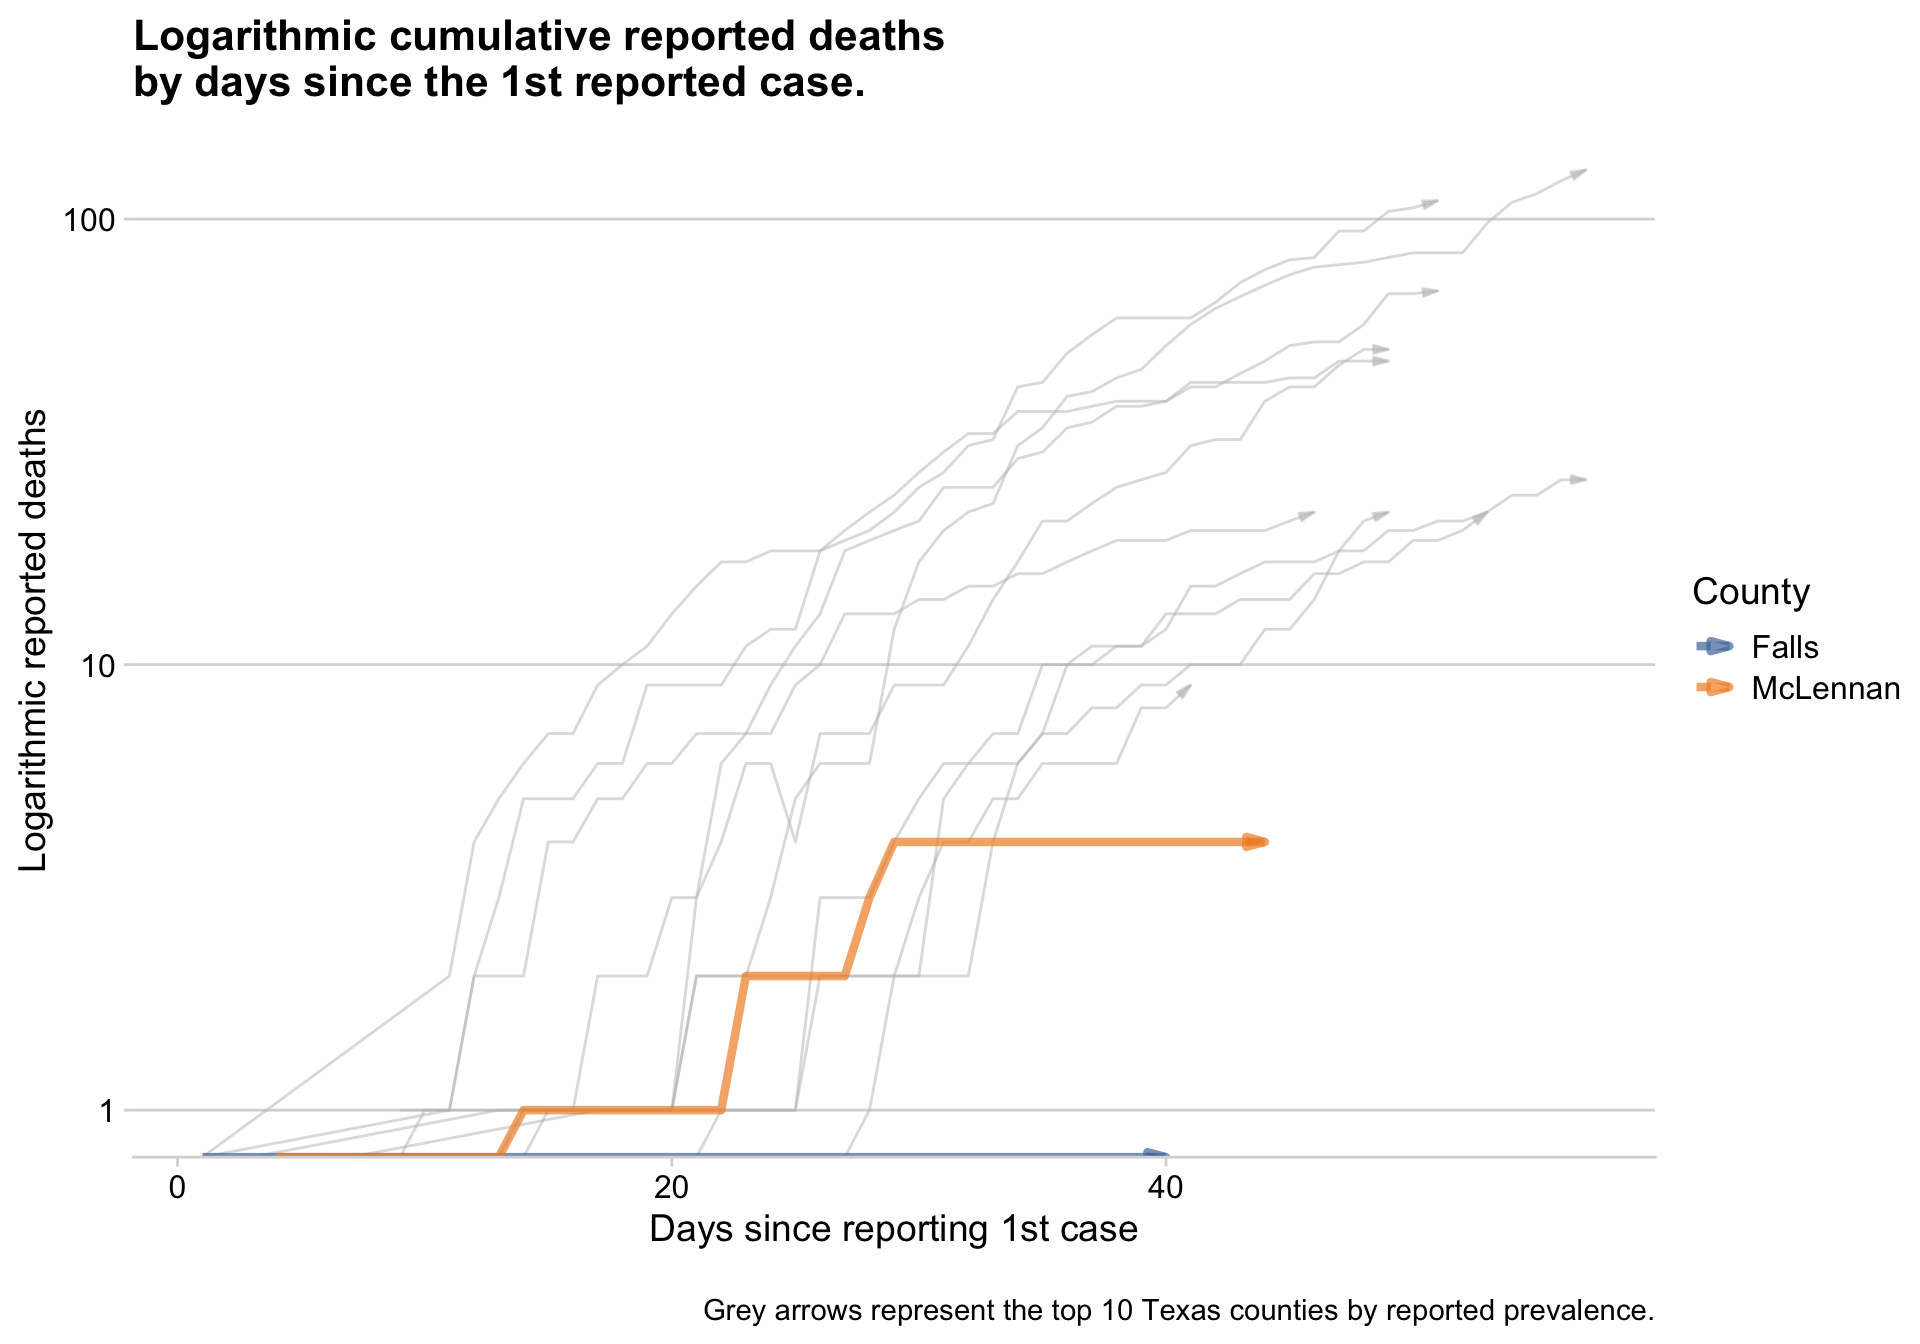 Logarithmic cumulative reported deaths
by days since the 1st reported case.
100
10
1
Logarithmic reported deaths
0 20 40
Days since reporting 1st case
County
Falls
McLennan
Grey arrows represent the top 10 Texas counties by reported prevalence.